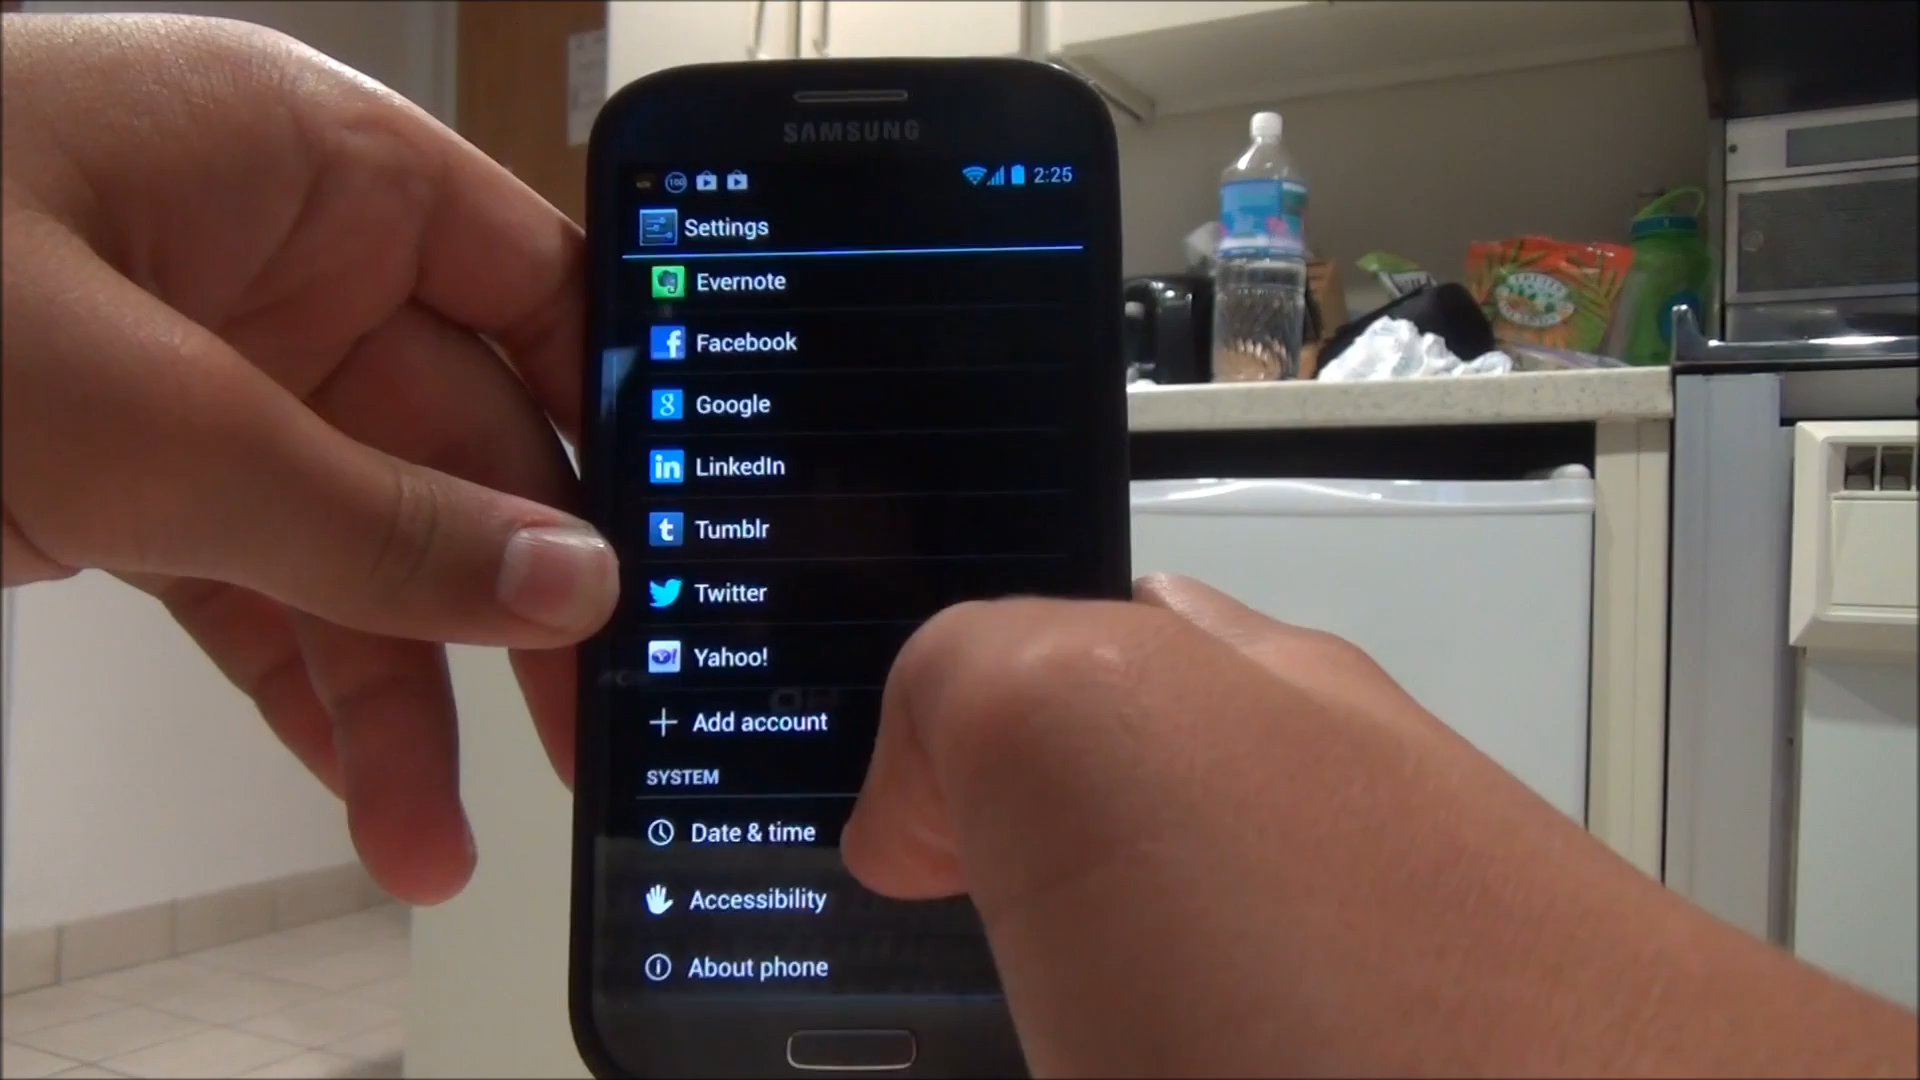 SAMSUNG
100
2:25
Settings
Evernote
Facebook
Google
LinkedIn
Tumblr
Twitter
Yahoo!
Add account
SYSTEM
Date & time
Accessibility
About phone